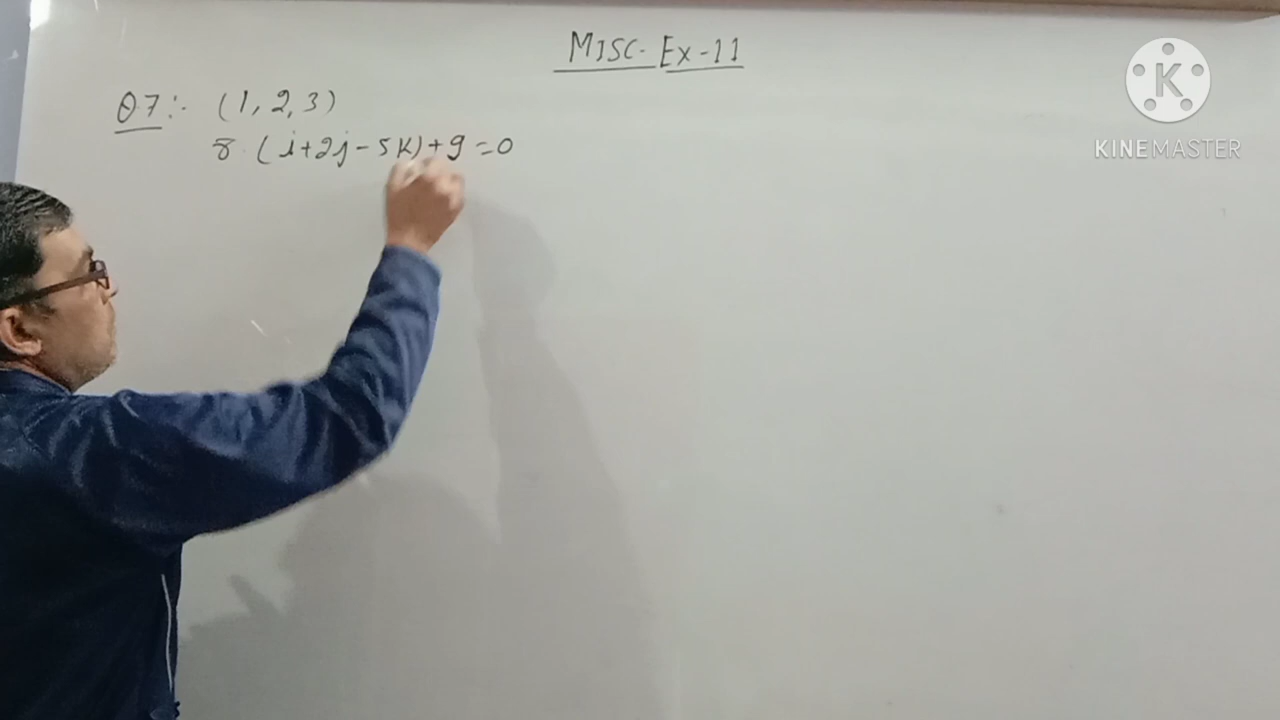 MISC. Ex-11
Q7:- (1, 2, 3)
r. (i+2j-5k)+9=0
K
KINEMASTER